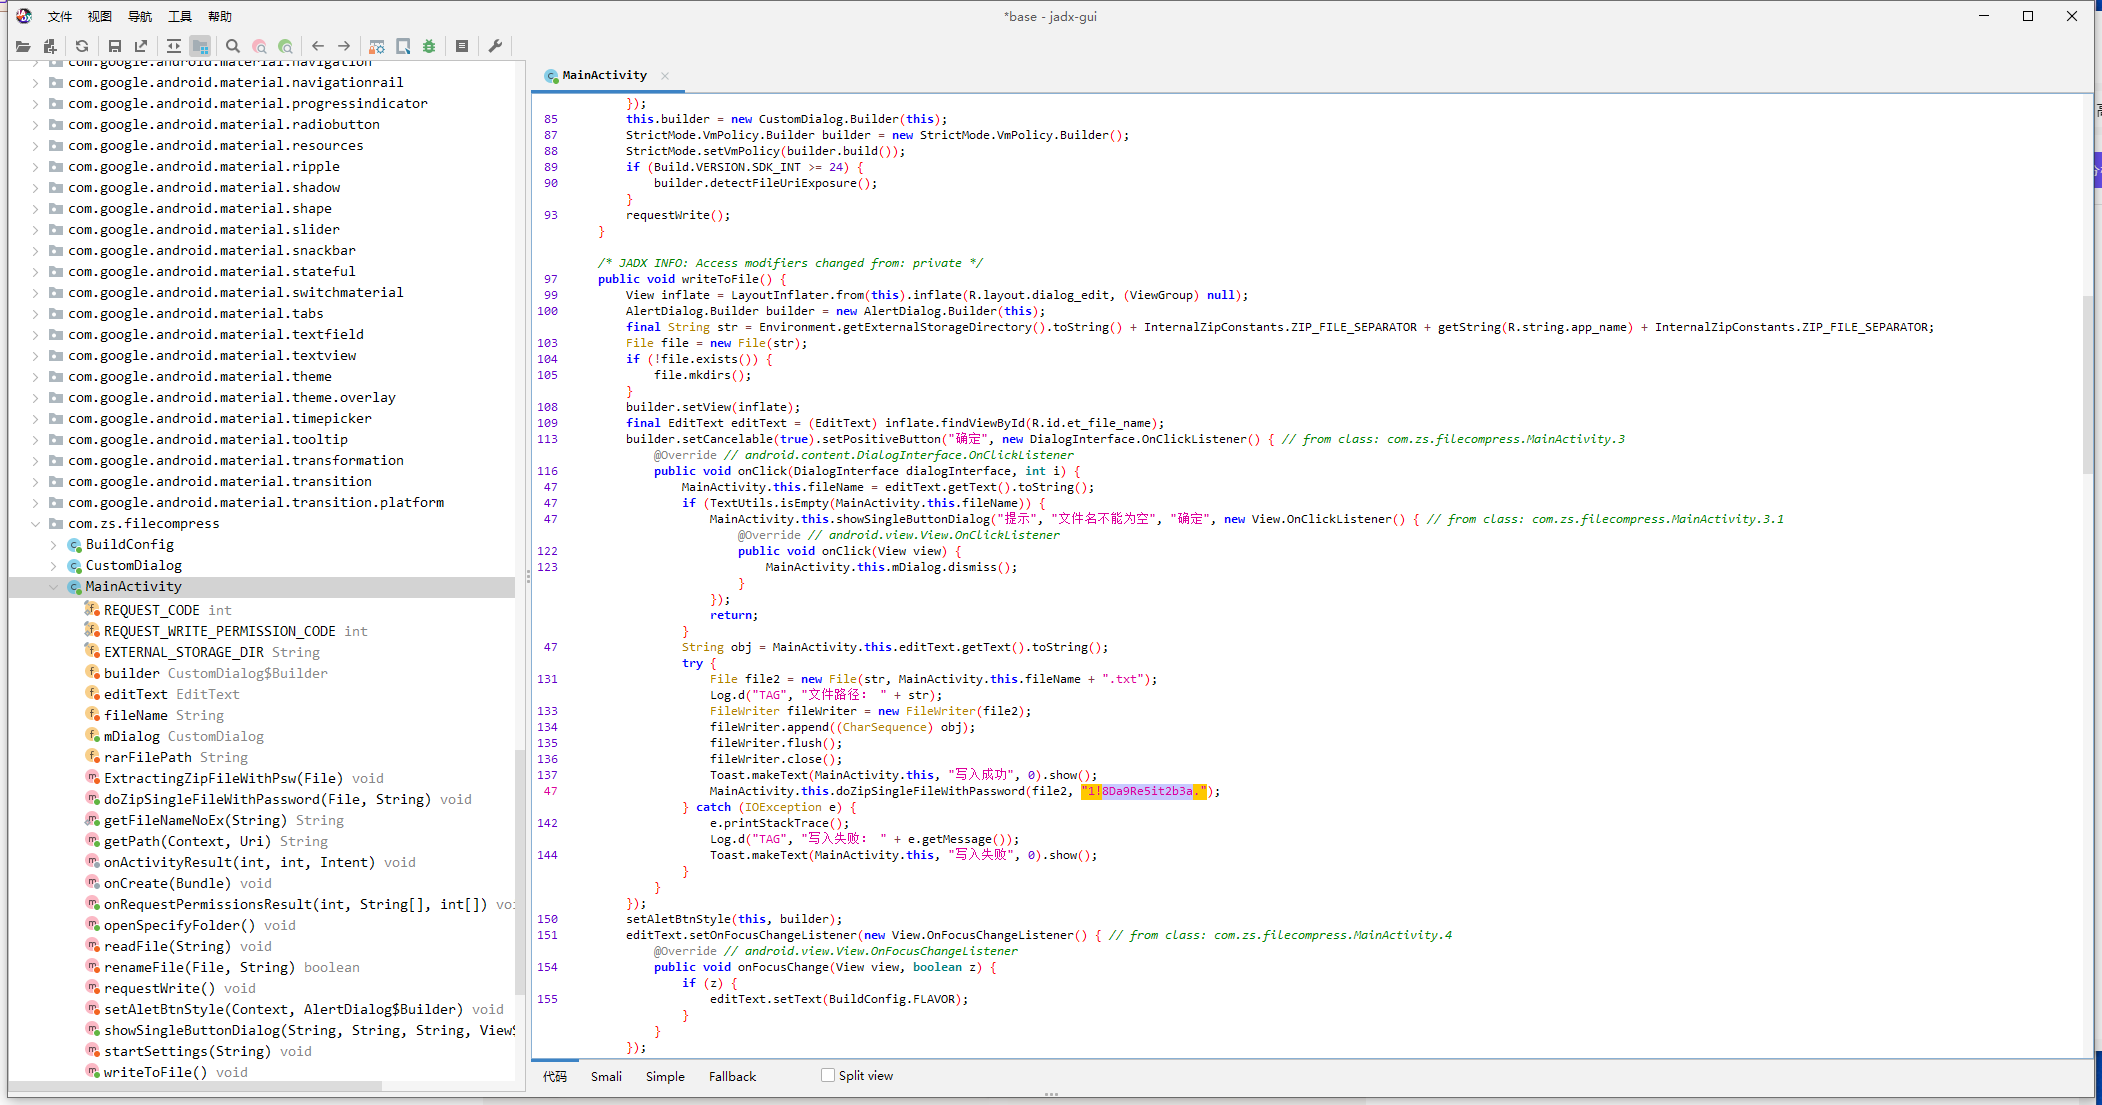 文件 视图 导航 工具 帮助
*base - jadx-gui
com.google.android.material.navigation
com.google.android.material.navigationrail
com.google.android.material.progressindicator
com.google.android.material.radiobutton
com.google.android.material.resources
com.google.android.material.ripple
com.google.android.material.shadow
com.google.android.material.shape
com.google.android.material.slider
com.google.android.material.snackbar
com.google.android.material.stateful
com.google.android.material.switchmaterial
com.google.android.material.tabs
com.google.android.material.textfield
com.google.android.material.textview
com.google.android.material.theme
com.google.android.material.theme.overlay
com.google.android.material.timepicker
com.google.android.material.tooltip
com.google.android.material.transformation
com.google.android.material.transition
com.google.android.material.transition.platform
com.zs.filecompress
BuildConfig
CustomDialog
MainActivity
REQUEST_CODE int
REQUEST_WRITE_PERMISSION_CODE int
EXTERNAL_STORAGE_DIR String
builder CustomDialog$Builder
editText EditText
fileName String
mDialog CustomDialog
rarFilePath String
ExtractingZipFileWithPsw(File) void
doZipSingleFileWithPassword(File, String) void
getFileNameNoEx(String) String
getPath(Context, Uri) String
onActivityResult(int, int, Intent) void
onCreate(Bundle) void
onRequestPermissionsResult(int, String[], int[]) voi
openSpecifyFolder() void
readFile(String) void
renameFile(File, String) boolean
requestWrite() void
setAletBtnStyle(Context, AlertDialog$Builder) void
showSingleButtonDialog(String, String, String, View$
startSettings(String) void
writeToFile() void
MainActivity
});
85 this.builder = new CustomDialog.Builder(this);
87 StrictMode.VmPolicy.Builder builder = new StrictMode.VmPolicy.Builder();
88 StrictMode.setVmPolicy(builder.build());
89 if (Build.VERSION.SDK_INT >= 24) {
90 builder.detectFileUriExposure();
}
93 requestWrite();
}
/* JADX INFO: Access modifiers changed from: private */
97 public void writeToFile() {
99 View inflate = LayoutInflater.from(this).inflate(R.layout.dialog_edit, (ViewGroup) null);
100 AlertDialog.Builder builder = new AlertDialog.Builder(this);
final String str = Environment.getExternalStorageDirectory().toString() + InternalZipConstants.ZIP_FILE_SEPARATOR + getString(R.string.app_name) + InternalZipConstants.ZIP_FILE_SEPARATOR;
103 File file = new File(str);
104 if (!file.exists()) {
105 file.mkdirs();
}
108 builder.setView(inflate);
109 final EditText editText = (EditText) inflate.findViewById(R.id.et_file_name);
113 builder.setCancelable(true).setPositiveButton("确定", new DialogInterface.OnClickListener() { // from class: com.zs.filecompress.MainActivity.3
@Override // android.content.DialogInterface.OnClickListener
116 public void onClick(DialogInterface dialogInterface, int i) {
47 MainActivity.this.fileName = editText.getText().toString();
47 if (TextUtils.isEmpty(MainActivity.this.fileName)) {
47 MainActivity.this.showSingleButtonDialog("提示", "文件名不能为空", "确定", new View.OnClickListener() { // from class: com.zs.filecompress.MainActivity.3.1
@Override // android.view.View.OnClickListener
122 public void onClick(View view) {
123 MainActivity.this.mDialog.dismiss();
}
});
return;
}
47 String obj = MainActivity.this.editText.getText().toString();
try {
131 File file2 = new File(str, MainActivity.this.fileName + ".txt");
Log.d("TAG", "文件路径： " + str);
133 FileWriter fileWriter = new FileWriter(file2);
134 fileWriter.append((CharSequence) obj);
135 fileWriter.flush();
136 fileWriter.close();
137 Toast.makeText(MainActivity.this, "写入成功", 0).show();
47 MainActivity.this.doZipSingleFileWithPassword(file2, "1!8Da9Re5it2b3a.");
} catch (IOException e) {
142 e.printStackTrace();
Log.d("TAG", "写入失败： " + e.getMessage());
144 Toast.makeText(MainActivity.this, "写入失败", 0).show();
}
}
});
150 setAletBtnStyle(this, builder);
151 editText.setOnFocusChangeListener(new View.OnFocusChangeListener() { // from class: com.zs.filecompress.MainActivity.4
@Override // android.view.View.OnFocusChangeListener
154 public void onFocusChange(View view, boolean z) {
if (z) {
155 editText.setText(BuildConfig.FLAVOR);
}
}
});
代码 Smali Simple Fallback Split view